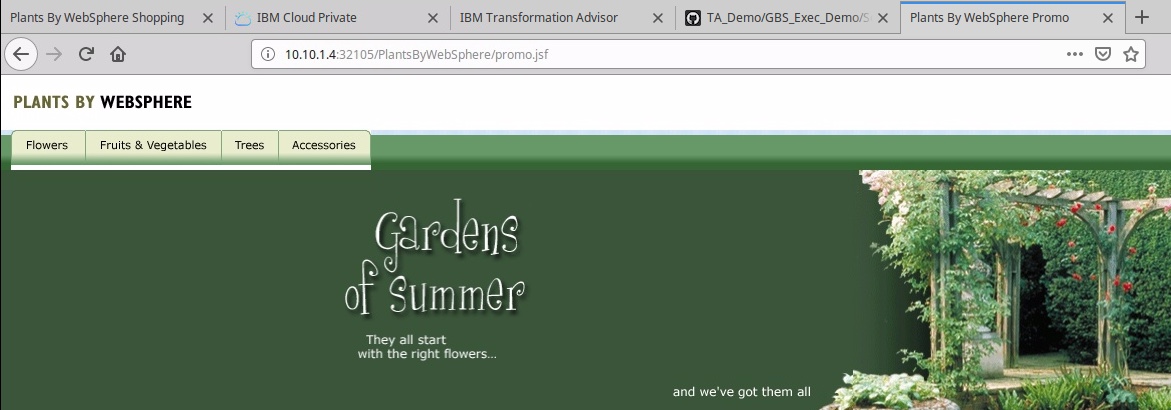 Plants By WebSphere Shopping
IBM Cloud Private
IBM Transformation Advisor
TA_Demo/GBS_Exec_Demo/S
Plants By WebSphere Promo
10.10.1.4:32105/PlantsByWebSphere/promo.jsf
PLANTS BY WEBSPHERE
Flowers
Fruits & Vegetables
Trees
Accessories
Gardens
of Summer
They all start
with the right flowers...
and we've got them all